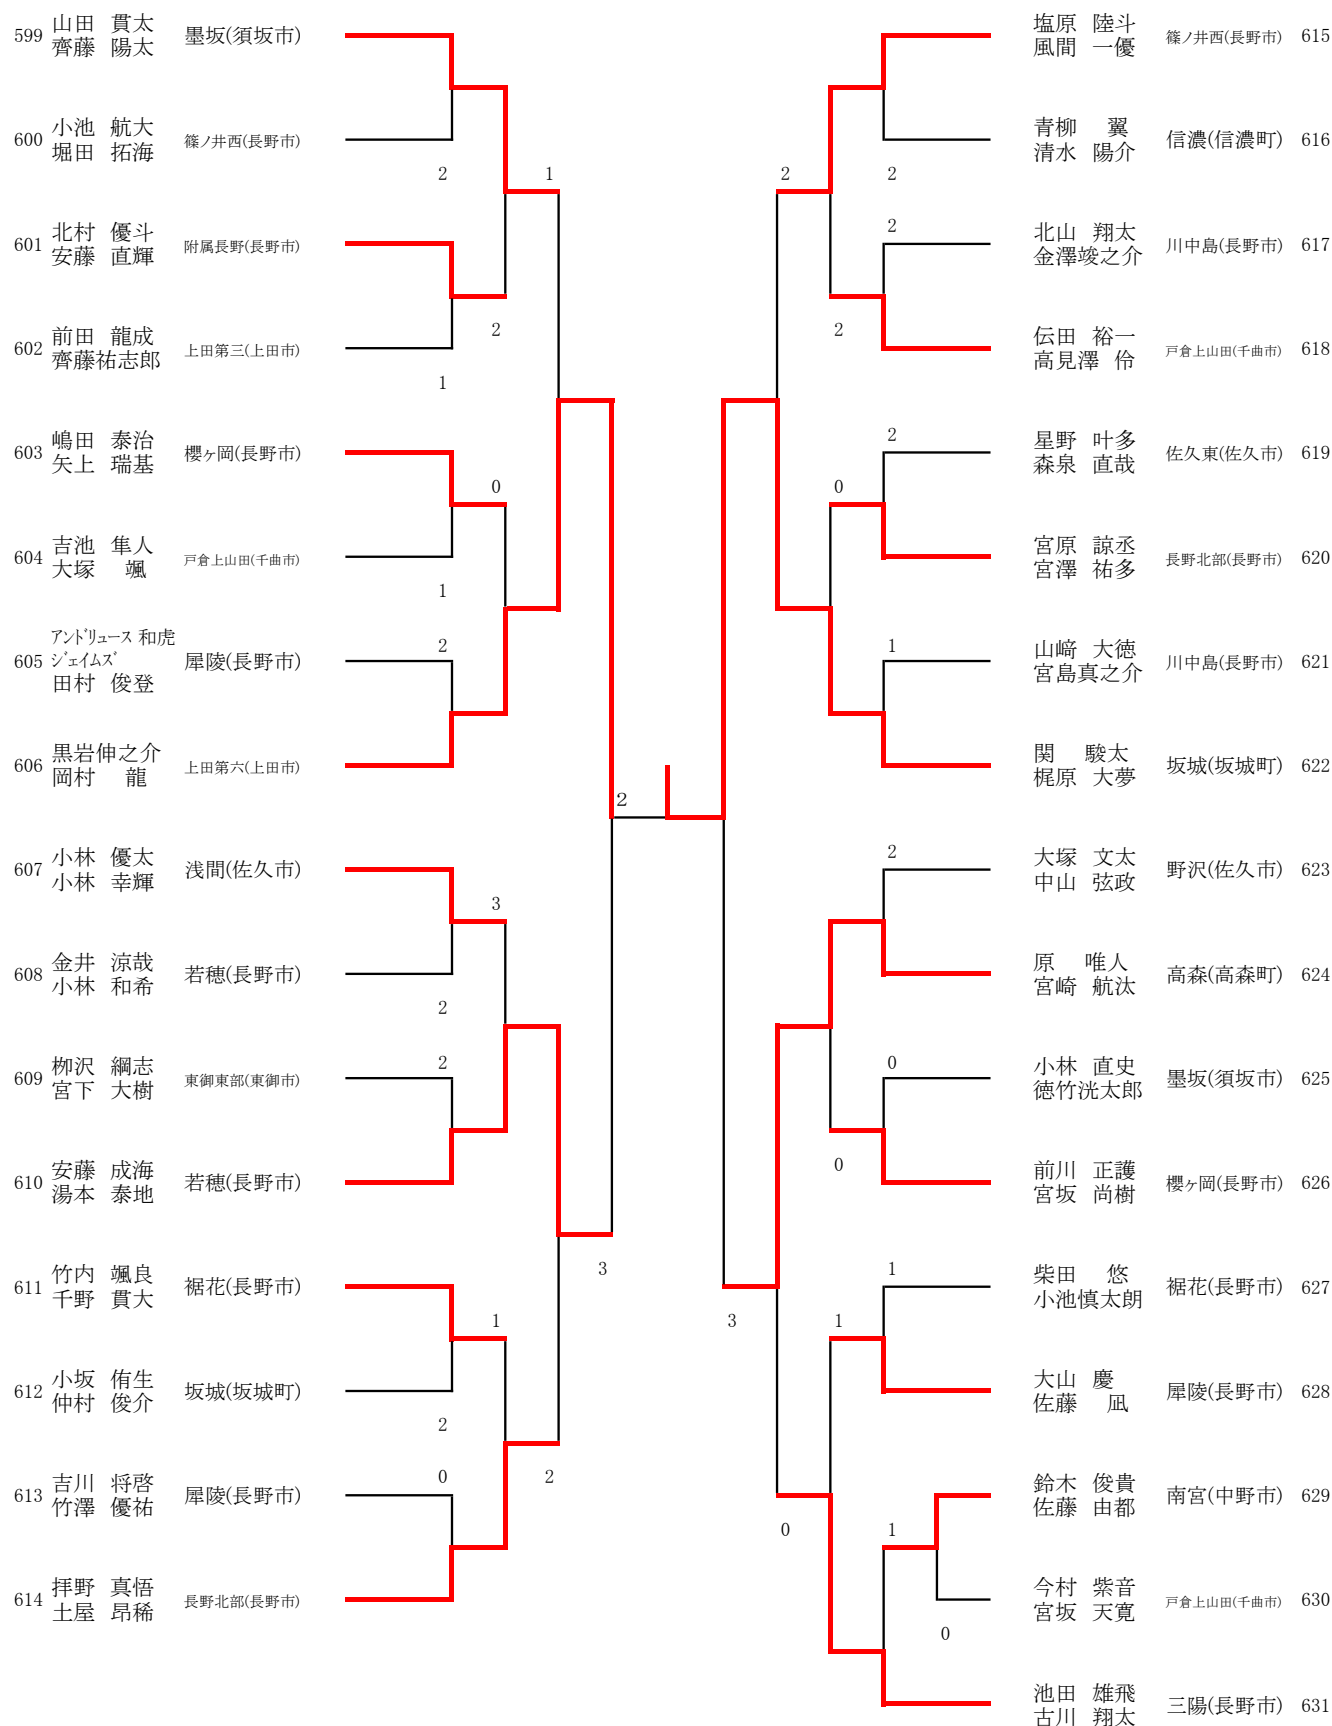 山田 貫太
599 墨坂(須坂市)
齊藤 陽太
小池 航大
600 篠ノ井西(長野市)
堀田 拓海
2
1
北村 優斗
601 附属長野(長野市)
安藤 直輝
2
前田 龍成
602 上田第三(上田市)
齊藤祐志郎
1
嶋田 泰治
603 櫻ヶ岡(長野市)
矢上 瑞基
0
吉池 隼人
604 戸倉上山田(千曲市)
大塚 颯
1
アンドリュース 和虎
2
605 ジェイムズ 犀陵(長野市)
田村 俊登
黒岩伸之介
606 上田第六(上田市)
岡村 龍
2
小林 優太
607 浅間(佐久市)
小林 幸輝
3
金井 涼哉
608 若穂(長野市)
小林 和希
2
栁沢 綱志
2
609 東御東部(東御市)
宮下 大樹
安藤 成海
610 若穂(長野市)
湯本 泰地
3
竹内 颯良
611 裾花(長野市)
千野 貫大
1
小坂 侑生
612 坂城(坂城町)
仲村 俊介
2
0
2
吉川 将啓
613 犀陵(長野市)
竹澤 優祐
拝野 真悟
614 長野北部(長野市)
土屋 昂稀
塩原 陸斗
篠ノ井西(長野市) 615
風間 一優
青柳 翼
信濃(信濃町) 616
清水 陽介
2
2
2
北山 翔太
川中島(長野市) 617
金澤竣之介
2
伝田 裕一
戸倉上山田(千曲市) 618
高見澤 伶
2
星野 叶多
佐久東(佐久市) 619
森泉 直哉
0
宮原 諒丞
長野北部(長野市) 620
宮澤 祐多
1
山﨑 大徳
川中島(長野市) 621
宮島真之介
関 駿太
坂城(坂城町) 622
梶原 大夢
2
大塚 文太
野沢(佐久市) 623
中山 弦政
原 唯人
高森(高森町) 624
宮崎 航汰
0
小林 直史
墨坂(須坂市) 625
徳竹洸太郎
0
前川 正護
櫻ヶ岡(長野市) 626
宮坂 尚樹
1
柴田 悠
裾花(長野市) 627
小池慎太朗
3
1
大山 慶
犀陵(長野市) 628
佐藤 凪
鈴木 俊貴
南宮(中野市) 629
佐藤 由都
0
1
今村 紫音
戸倉上山田(千曲市) 630
宮坂 天寛
0
池田 雄飛
三陽(長野市) 631
古川 翔太